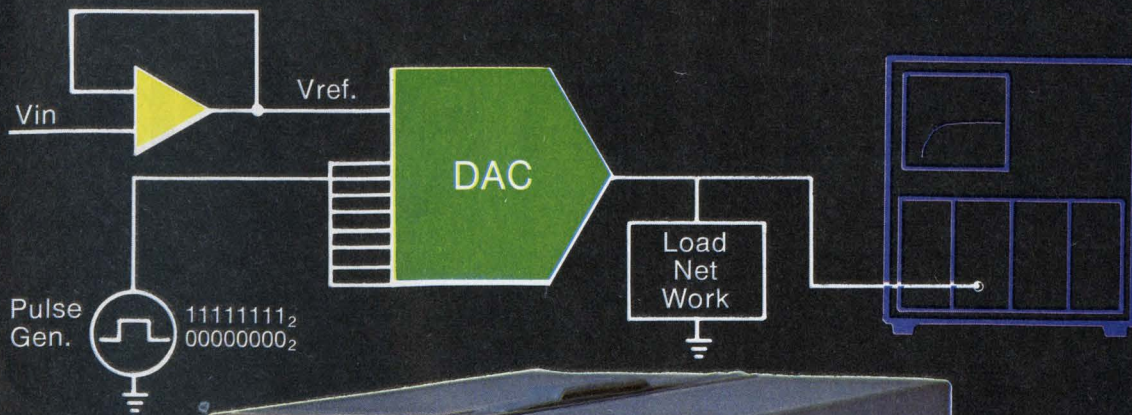 Vin
Vref.
DAC
Load
Net
Work
Pulse
Gen.
11111111₂
00000000₂